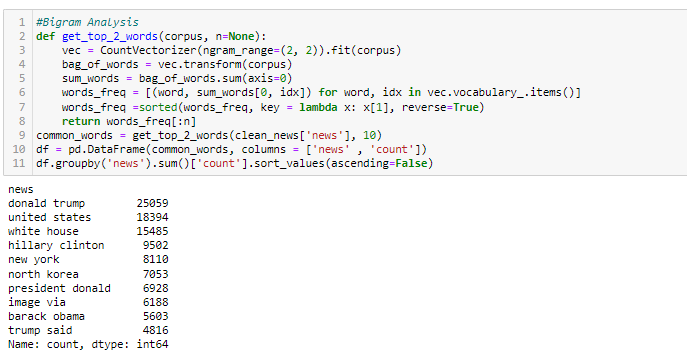 1 #Bigram Analysis
2 def get_top_2_words(corpus, n=None):
3     vec = CountVectorizer(ngram_range=(2, 2)).fit(corpus)
4     bag_of_words = vec.transform(corpus)
5     sum_words = bag_of_words.sum(axis=0)
6     words_freq = [(word, sum_words[0, idx]) for word, idx in vec.vocabulary_.items()]
7     words_freq =sorted(words_freq, key = lambda x: x[1], reverse=True)
8     return words_freq[:n]
9 common_words = get_top_2_words(clean_news['news'], 10)
10 df = pd.DataFrame(common_words, columns = ['news' , 'count'])
11 df.groupby('news').sum()['count'].sort_values(ascending=False)
news
donald trump        25059
united states       18394
white house         15485
hillary clinton      9502
new york             8110
north korea          7053
president donald     6928
image via            6188
barack obama         5603
trump said           4816
Name: count, dtype: int64